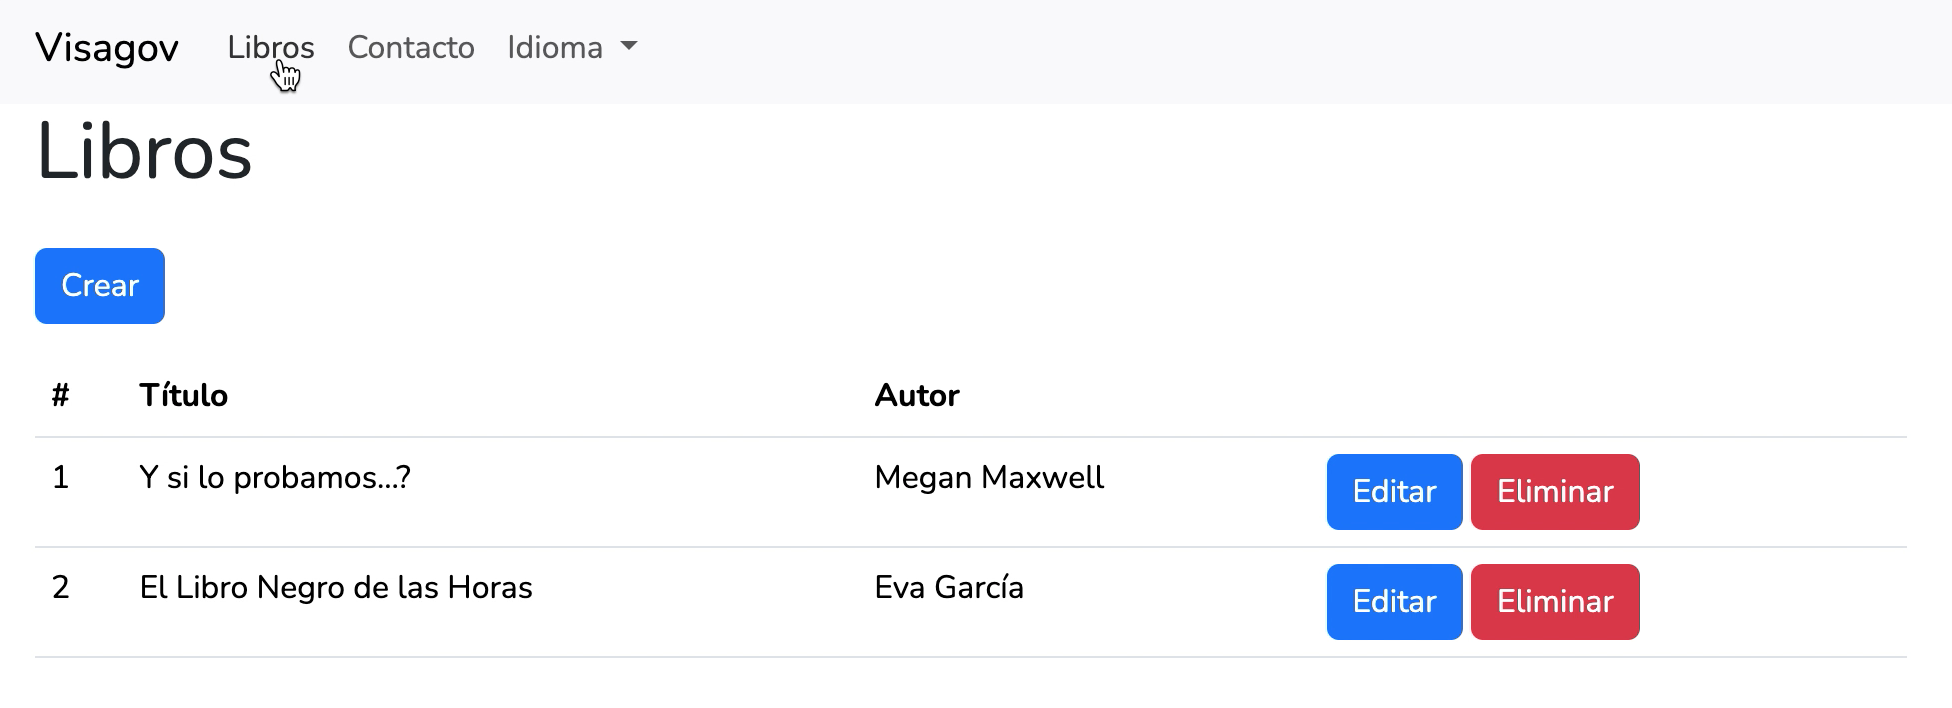 Visagov Libros Contacto Idioma
Libros
Crear
# Título Autor
1 Y si lo probamos...? Megan Maxwell Editar Eliminar
2 El Libro Negro de las Horas Eva García Editar Eliminar